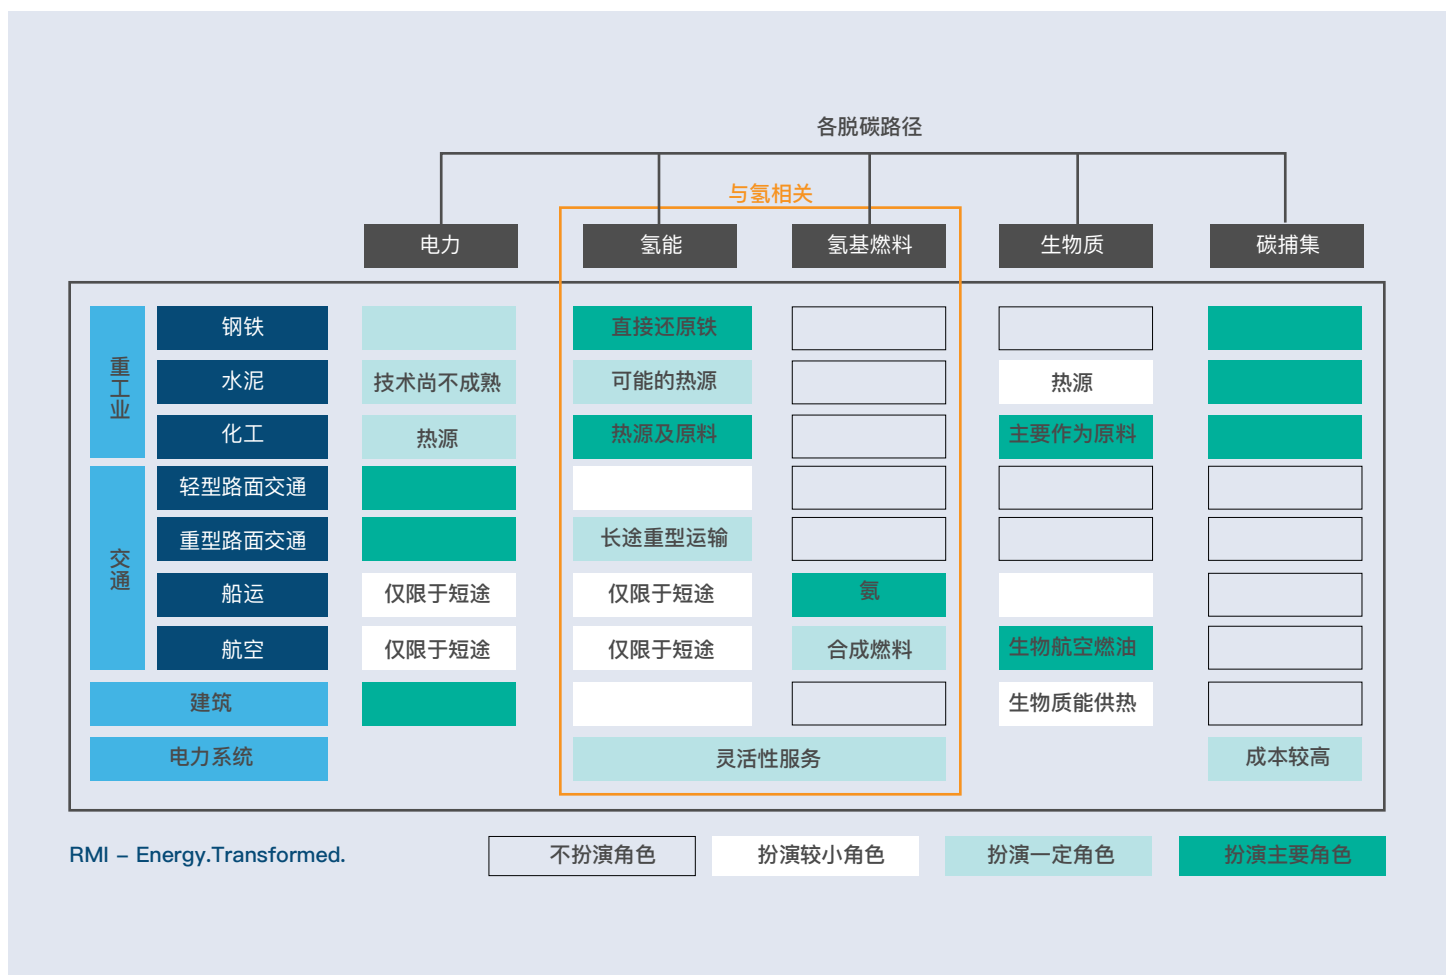 各脱碳路径
与氢相关
电力
氢能
氢基燃料
生物质
碳捕集
重工业
钢铁
直接还原铁
水泥
技术尚不成熟
可能的热源
热源
化工
热源
热源及原料
主要作为原料
交通
轻型路面交通
重型路面交通
长途重型运输
船运
仅限于短途
仅限于短途
氨
航空
仅限于短途
仅限于短途
合成燃料
生物航空燃油
建筑
生物质能供热
电力系统
灵活性服务
成本较高
RMI – Energy.Transformed.
不扮演角色
扮演较小角色
扮演一定角色
扮演主要角色